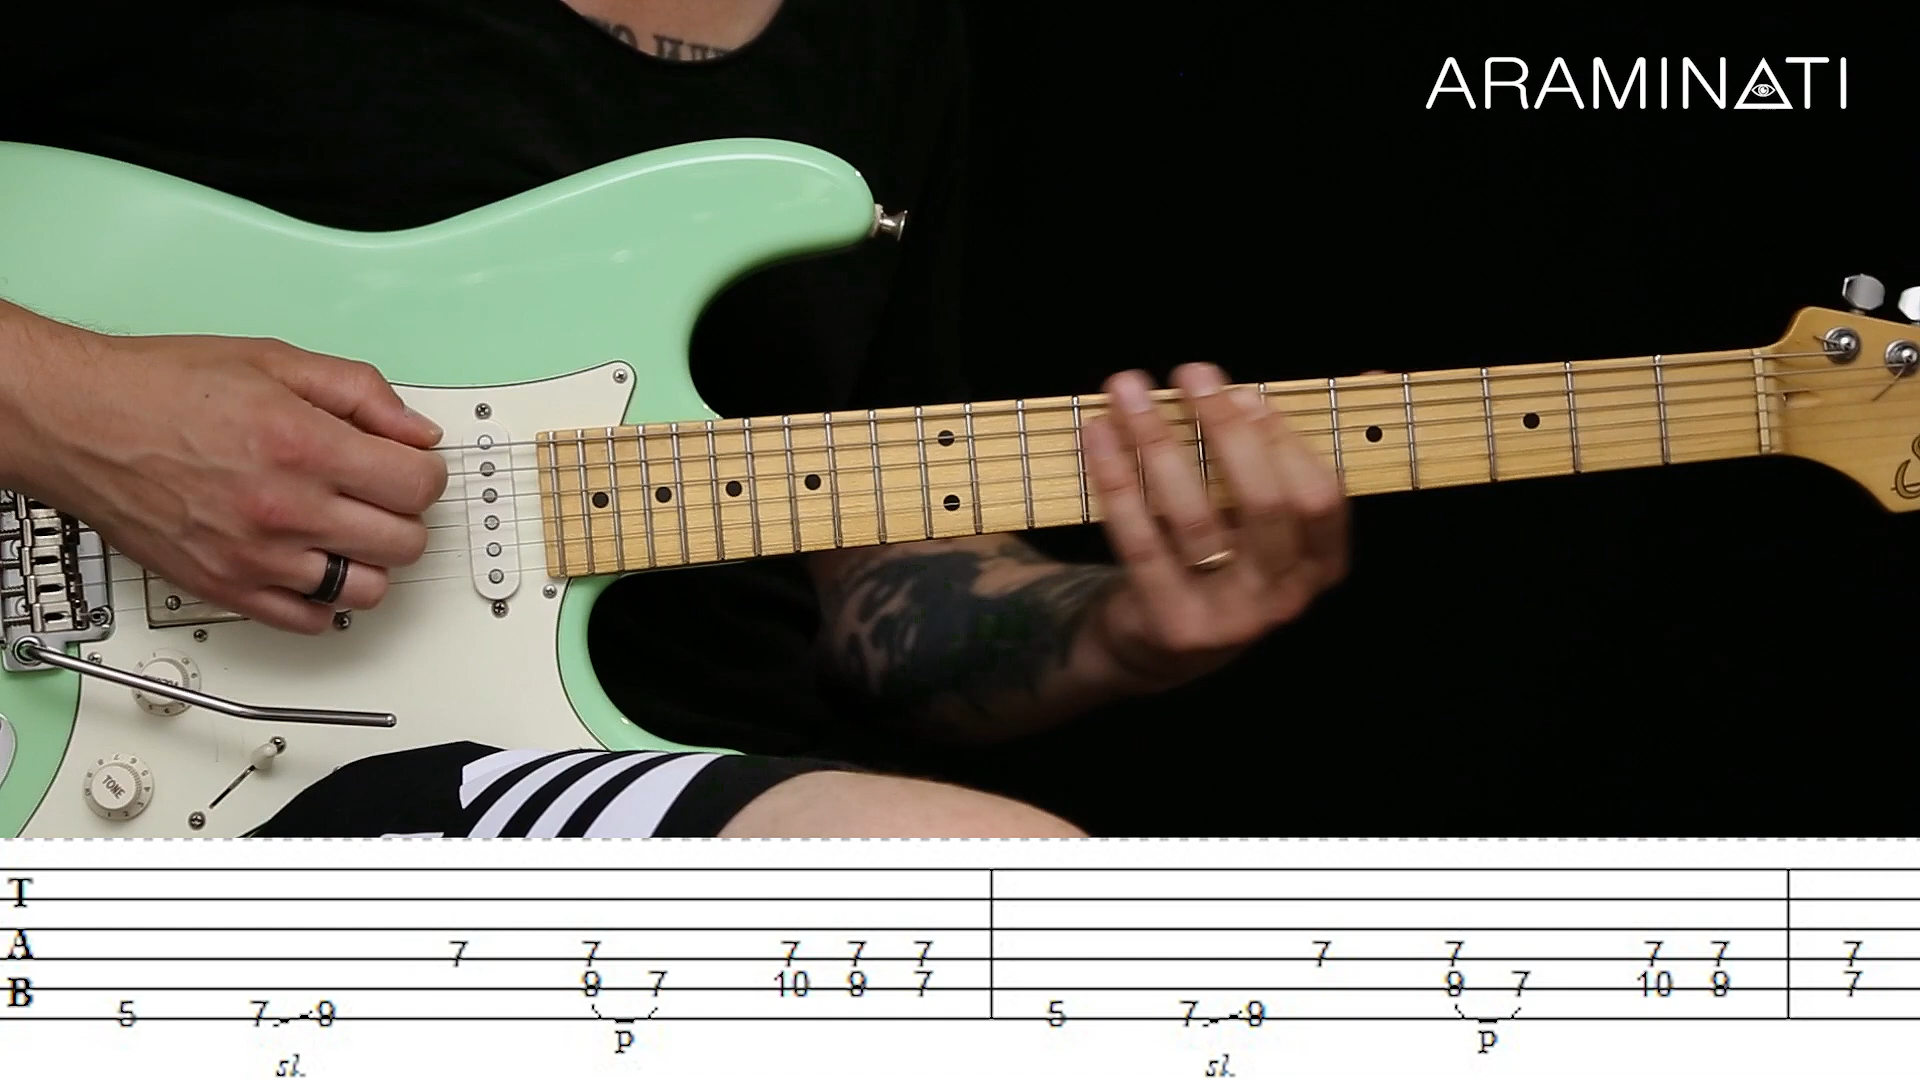 ARAMINATI
TONE
T
A
B
7 7 7 7 7 7 7 7 7 7
9 7 10 9 7 9 7 10 9 7
5 7 9 5 7 9
p p
sl. sl.